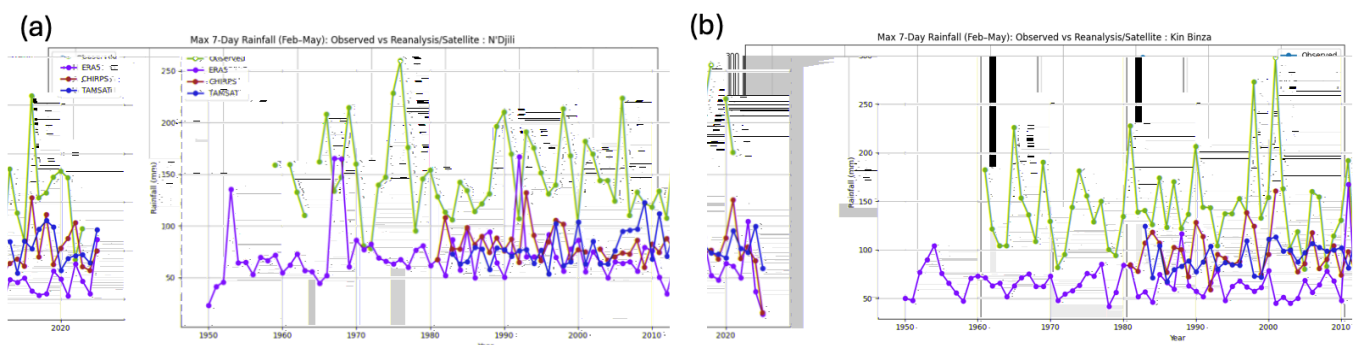 (a)
(b)
Max 7-Day Rainfall (Feb–May): Observed vs Reanalysis/Satellite : N'Djili
Max 7-Day Rainfall (Feb–May): Observed vs Reanalysis/Satellite : Kin Binza
ERA5
CHIRPS
TAMSAT
2020
Observed
ERA5
CHIRPS
TAMSAT
Rainfall (mm)
250
200
150
100
50
1950 1960 1970 1980 1990 2000 2010
300
2020
Observed
Rainfall (mm)
250
200
150
100
50
1950 1960 1970 1980 1990 2000 2010
Year